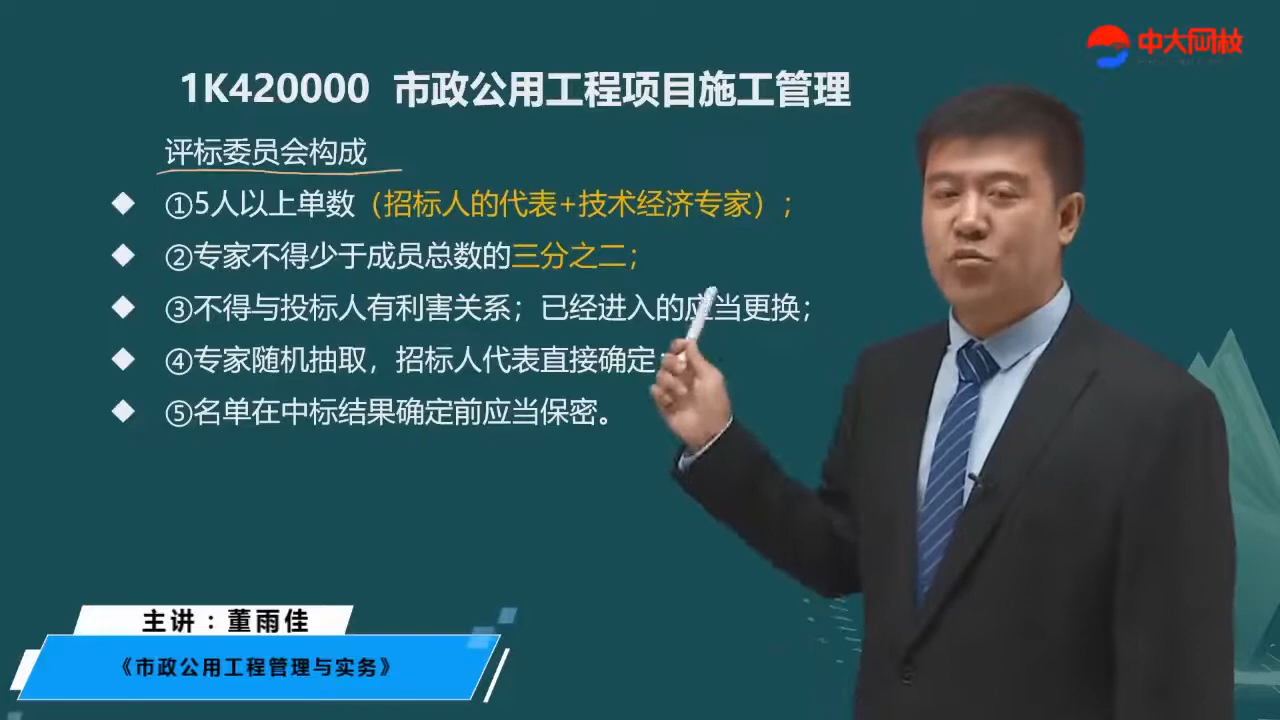 中大网校
1K420000 市政公用工程项目施工管理
评标委员会构成
◆ ①5人以上单数（招标人的代表+技术经济专家）；
◆ ②专家不得少于成员总数的三分之二；
◆ ③不得与投标人有利害关系；已经进入的应当更换；
◆ ④专家随机抽取，招标人代表直接确定；
◆ ⑤名单在中标结果确定前应当保密。
主讲：董雨佳
《市政公用工程管理与实务》